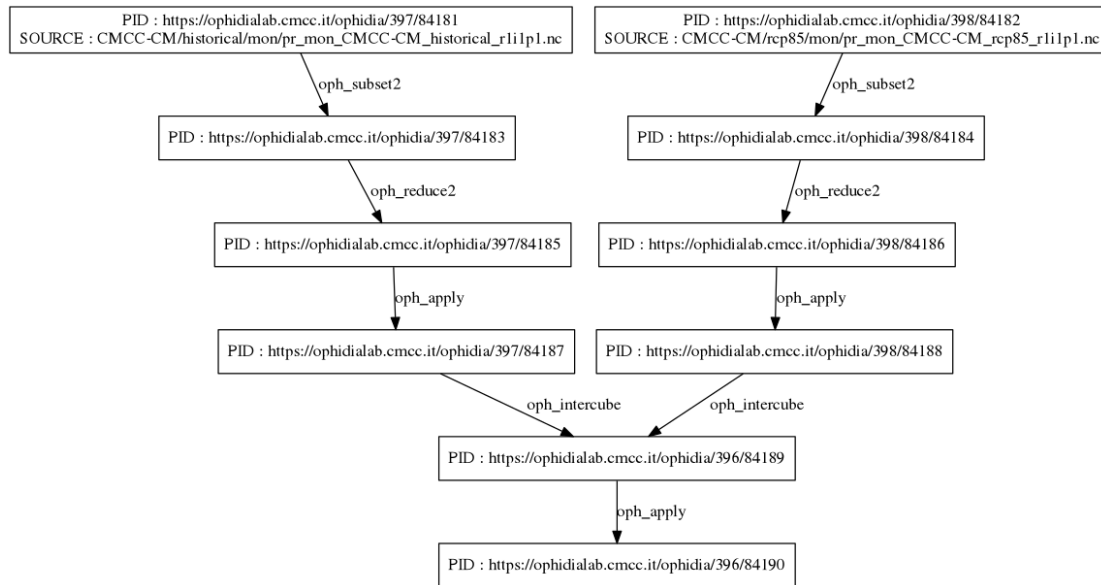 PID : https://ophidialab.cmcc.it/ophidia/397/84181
SOURCE : CMCC-CM/historical/mon/pr_mon_CMCC-CM_historical_r1i1p1.nc
PID : https://ophidialab.cmcc.it/ophidia/398/84182
SOURCE : CMCC-CM/rcp85/mon/pr_mon_CMCC-CM_rcp85_r1i1p1.nc
oph_subset2
oph_subset2
PID : https://ophidialab.cmcc.it/ophidia/397/84183
PID : https://ophidialab.cmcc.it/ophidia/398/84184
oph_reduce2
oph_reduce2
PID : https://ophidialab.cmcc.it/ophidia/397/84185
PID : https://ophidialab.cmcc.it/ophidia/398/84186
oph_apply
oph_apply
PID : https://ophidialab.cmcc.it/ophidia/397/84187
PID : https://ophidialab.cmcc.it/ophidia/398/84188
oph_intercube
oph_intercube
PID : https://ophidialab.cmcc.it/ophidia/396/84189
oph_apply
PID : https://ophidialab.cmcc.it/ophidia/396/84190